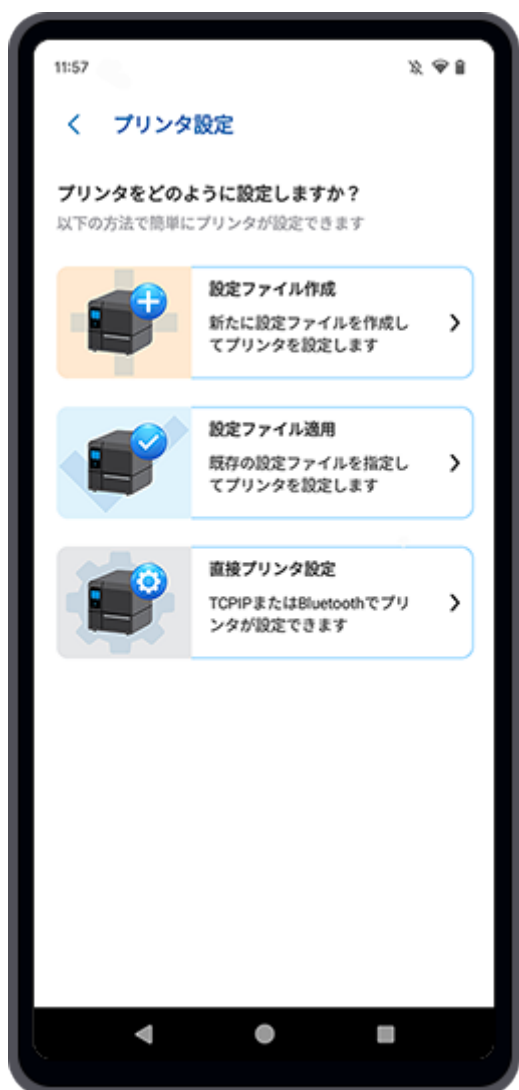 11:57
プリンタ設定
プリンタをどのように設定しますか？
以下の方法で簡単にプリンタが設定できます
設定ファイル作成
新たに設定ファイルを作成し
てプリンタを設定します
設定ファイル適用
既存の設定ファイルを指定し
てプリンタを設定します
直接プリンタ設定
TCPIPまたはBluetoothでプリ
ンタが設定できます